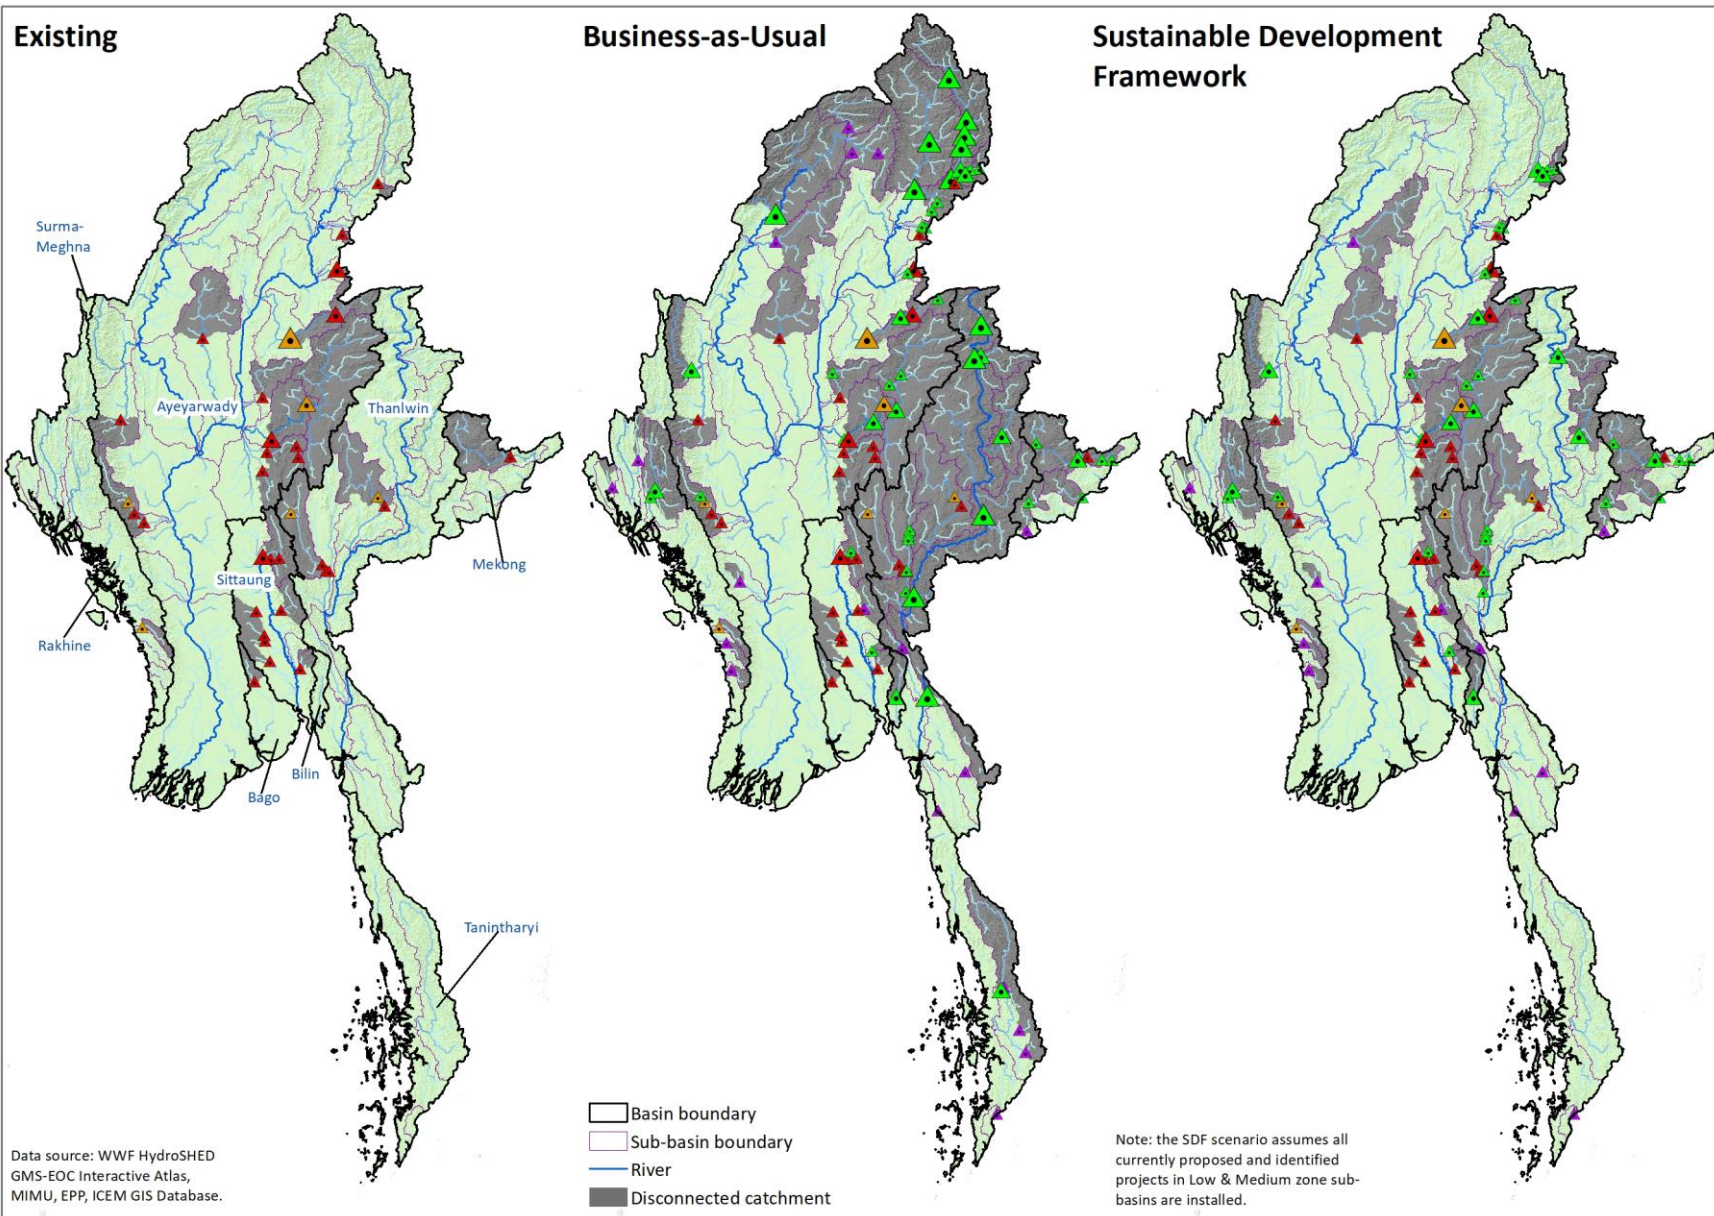 Existing
Business-as-Usual
Sustainable Development
Framework
Surma-
Meghna
Ayeyarwady
Thanlwin
Sittaung
Mekong
Rakhine
Bilin
Bago
Tanintharyi
Data source: WWF HydroSHED
GMS-EOC Interactive Atlas,
MIMU, EPP, ICEM GIS Database.
Basin boundary
Sub-basin boundary
River
Disconnected catchment
Note: the SDF scenario assumes all
currently proposed and identified
projects in Low & Medium zone sub-
basins are installed.